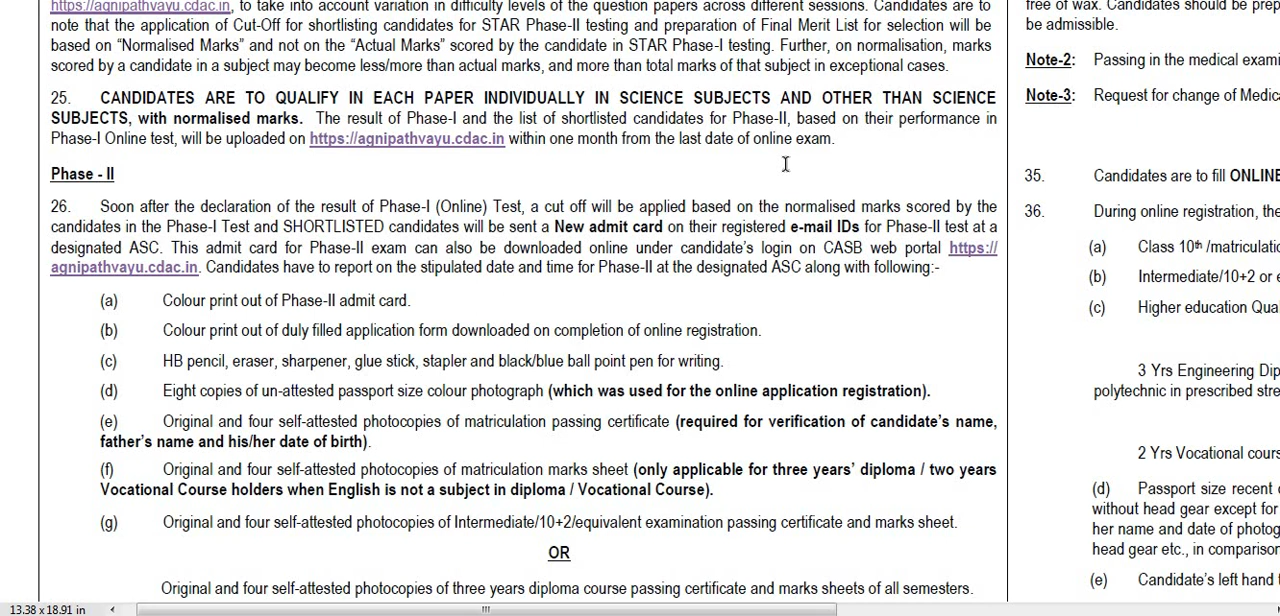 https://agnipathvayu.cdac.in, to take into account variation in difficulty levels of the question papers across different sessions. Candidates are to
note that the application of Cut-Off for shortlisting candidates for STAR Phase-II testing and preparation of Final Merit List for selection will be
based on “Normalised Marks” and not on the “Actual Marks” scored by the candidate in STAR Phase-I testing. Further, on normalisation, marks
scored by a candidate in a subject may become less/more than actual marks, and more than total marks of that subject in exceptional cases.
25. CANDIDATES ARE TO QUALIFY IN EACH PAPER INDIVIDUALLY IN SCIENCE SUBJECTS AND OTHER THAN SCIENCE
SUBJECTS, with normalised marks. The result of Phase-I and the list of shortlisted candidates for Phase-II, based on their performance in
Phase-I Online test, will be uploaded on https://agnipathvayu.cdac.in within one month from the last date of online exam.
Phase - II
26. Soon after the declaration of the result of Phase-I (Online) Test, a cut off will be applied based on the normalised marks scored by the
candidates in the Phase-I Test and SHORTLISTED candidates will be sent a New admit card on their registered e-mail IDs for Phase-II test at a
designated ASC. This admit card for Phase-II exam can also be downloaded online under candidate’s login on CASB web portal https://
agnipathvayu.cdac.in. Candidates have to report on the stipulated date and time for Phase-II at the designated ASC along with following:-
(a) Colour print out of Phase-II admit card.
(b) Colour print out of duly filled application form downloaded on completion of online registration.
(c) HB pencil, eraser, sharpener, glue stick, stapler and black/blue ball point pen for writing.
(d) Eight copies of un-attested passport size colour photograph (which was used for the online application registration).
(e) Original and four self-attested photocopies of matriculation passing certificate (required for verification of candidate’s name,
father’s name and his/her date of birth).
(f) Original and four self-attested photocopies of matriculation marks sheet (only applicable for three years’ diploma / two years
Vocational Course holders when English is not a subject in diploma / Vocational Course).
(g) Original and four self-attested photocopies of Intermediate/10+2/equivalent examination passing certificate and marks sheet.
OR
Original and four self-attested photocopies of three years diploma course passing certificate and marks sheets of all semesters.
free of wax. Candidates should be prep
be admissible.
Note-2: Passing in the medical exami
Note-3: Request for change of Medica
35. Candidates are to fill ONLINE
36. During online registration, the
(a) Class 10th /matriculatio
(b) Intermediate/10+2 or e
(c) Higher education Qual
3 Yrs Engineering Dip
polytechnic in prescribed stre
2 Yrs Vocational cours
(d) Passport size recent c
without head gear except for
her name and date of photog
head gear etc., in comparison
(e) Candidate’s left hand t
13.38 x 18.91 in